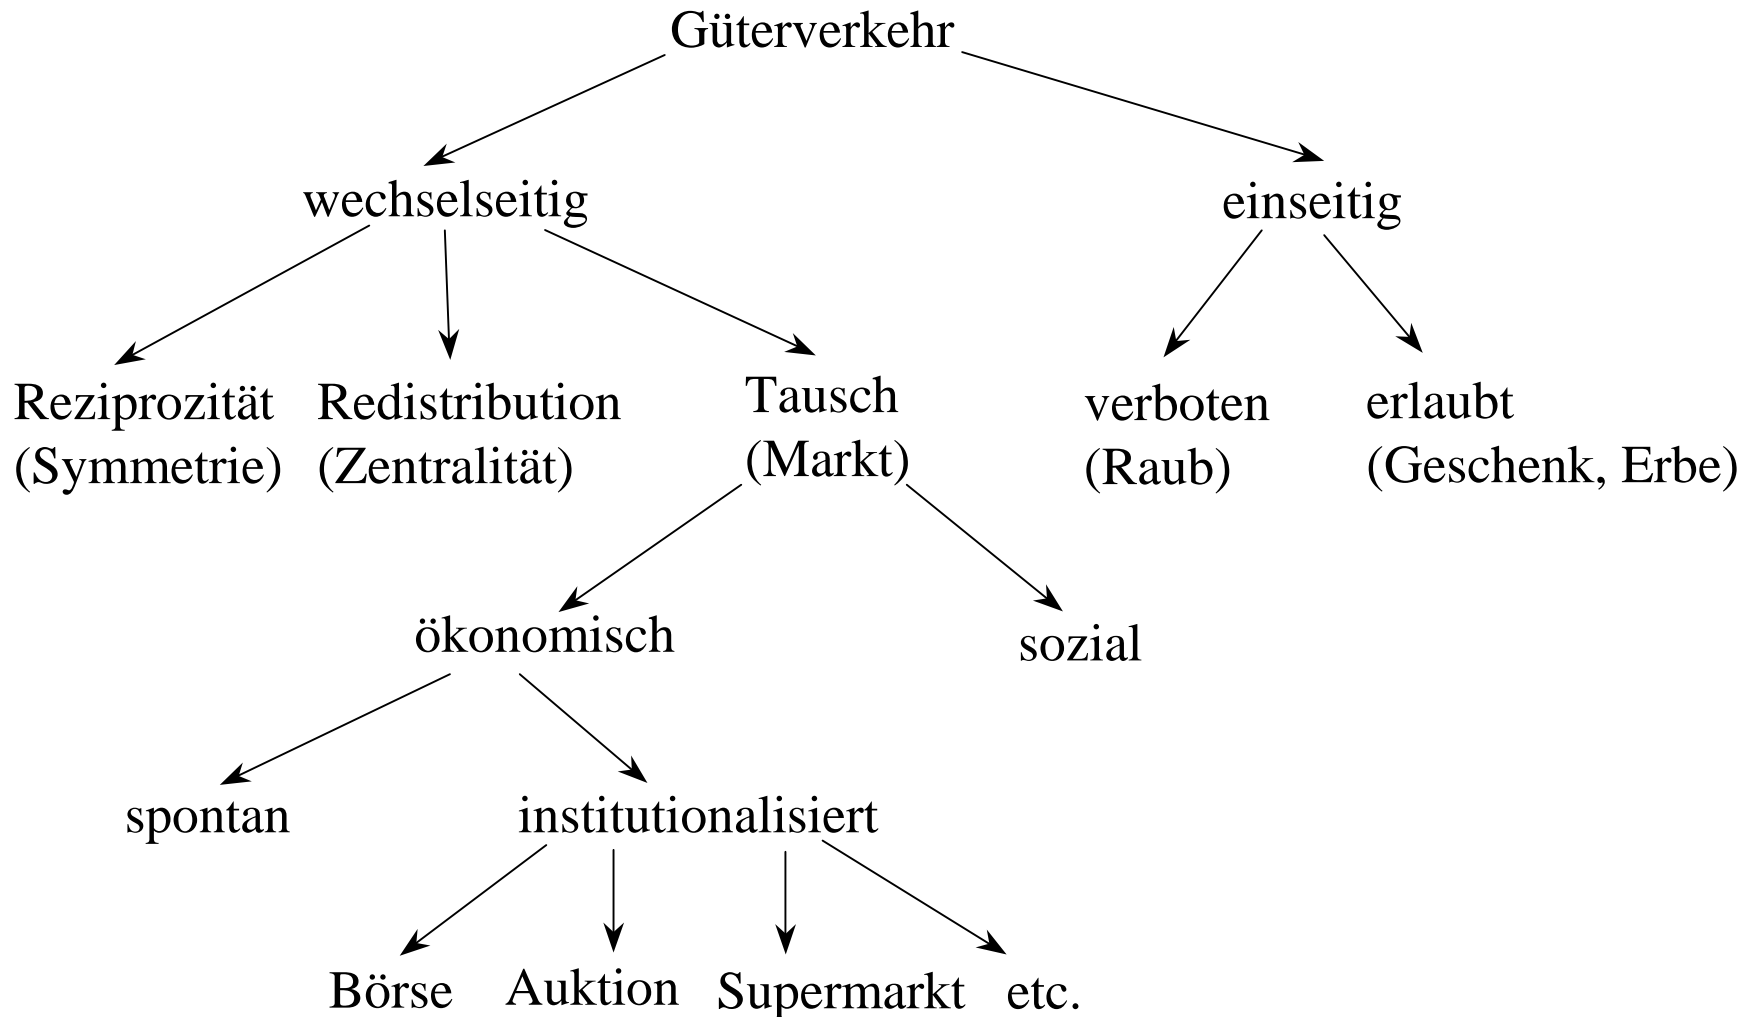 Güterverkehr
wechselseitig
einseitig
Reziprozität
(Symmetrie)
Redistribution
(Zentralität)
Tausch
(Markt)
verboten
(Raub)
erlaubt
(Geschenk, Erbe)
ökonomisch
sozial
spontan
institutionalisiert
Börse
Auktion
Supermarkt
etc.